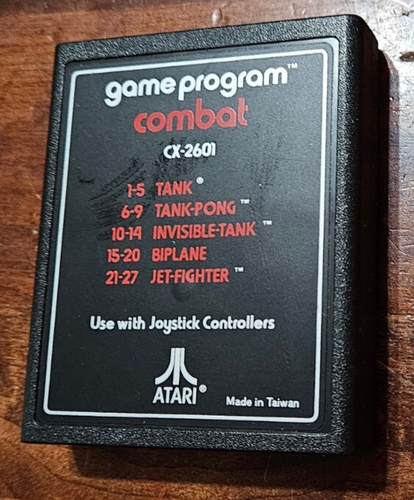 game program™
combat
CX-2601
1-5 TANK®
6-9 TANK-PONG™
10-14 INVISIBLE-TANK™
15-20 BIPLANE
21-27 JET-FIGHTER™
Use with Joystick Controllers
ATARI®
Made in Taiwan